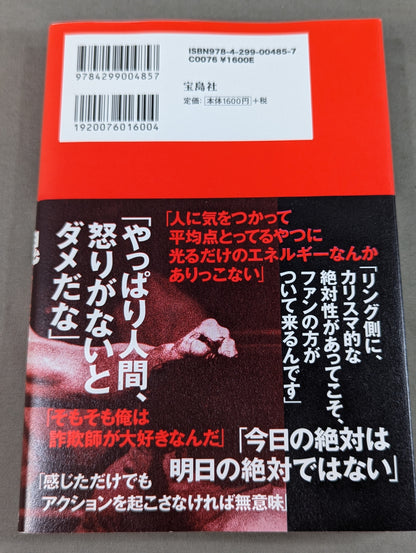 ISBN978-4-299-00485-7
C0076 ¥1600E
9784299004857
宝島社
定価:本体1600円+税
1920076016004
「人に気をつかって
平均点とってるやつに
光るだけのエネルギーなんか
ありっこない」
「リング側に、
カリスマ的な
絶対性があってこそ、
ファンの方が
ついて来るんです」
「やっぱり人間、
怒りがないと
ダメだな」
「そもそも俺は
詐欺師が大好きなんだ」
「今日の絶対は
明日の絶対ではない」
「感じただけでも
アクションを起こさなければ無意味」